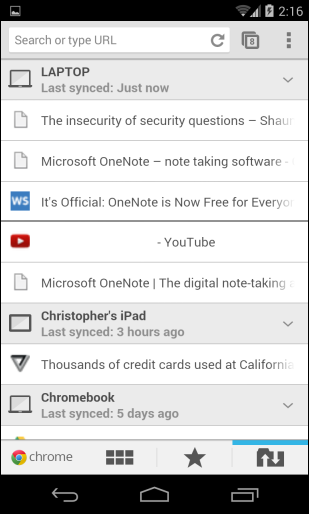 2:16
Search or type URL
8
LAPTOP
Last synced: Just now
The insecurity of security questions – Shaun
Microsoft OneNote – note taking software -
It's Official: OneNote is Now Free for Everyon
WS
- YouTube
Microsoft OneNote | The digital note-taking a
Christopher's iPad
Last synced: 3 hours ago
Thousands of credit cards used at California
Chromebook
Last synced: 5 days ago
chrome